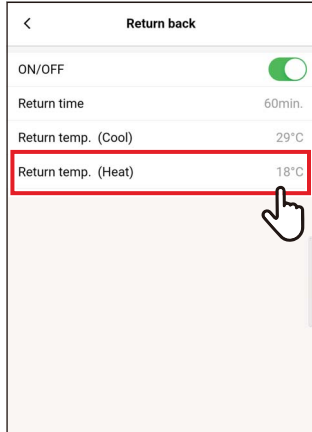 Return back
ON/OFF
Return time 60min.
Return temp. (Cool) 29°C
Return temp. (Heat) 18°C